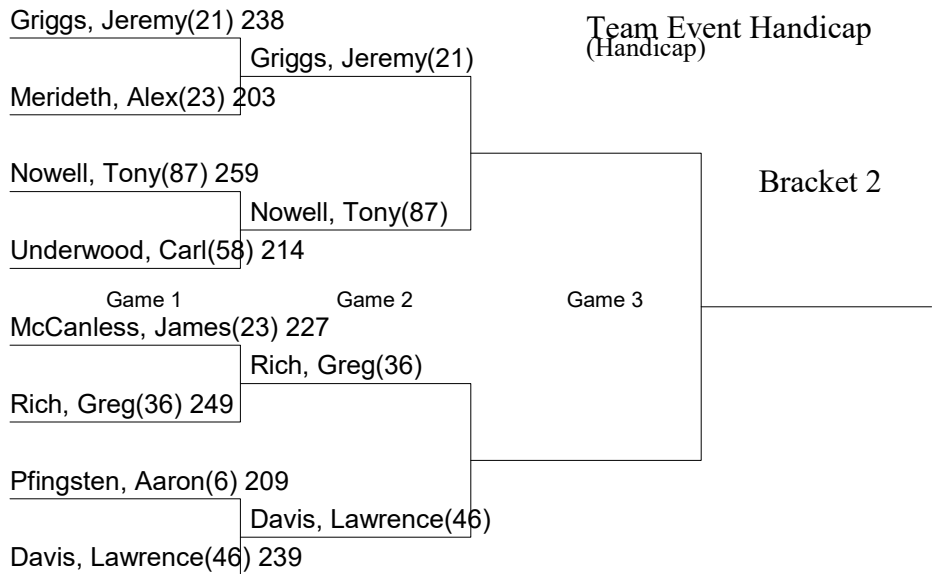 Griggs, Jeremy(21) 238
Team Event Handicap
(Handicap)
Griggs, Jeremy(21)
Merideth, Alex(23) 203
Nowell, Tony(87) 259
Bracket 2
Nowell, Tony(87)
Underwood, Carl(58) 214
Game 1 Game 2 Game 3
McCanless, James(23) 227
Rich, Greg(36)
Rich, Greg(36) 249
Pfingsten, Aaron(6) 209
Davis, Lawrence(46)
Davis, Lawrence(46) 239